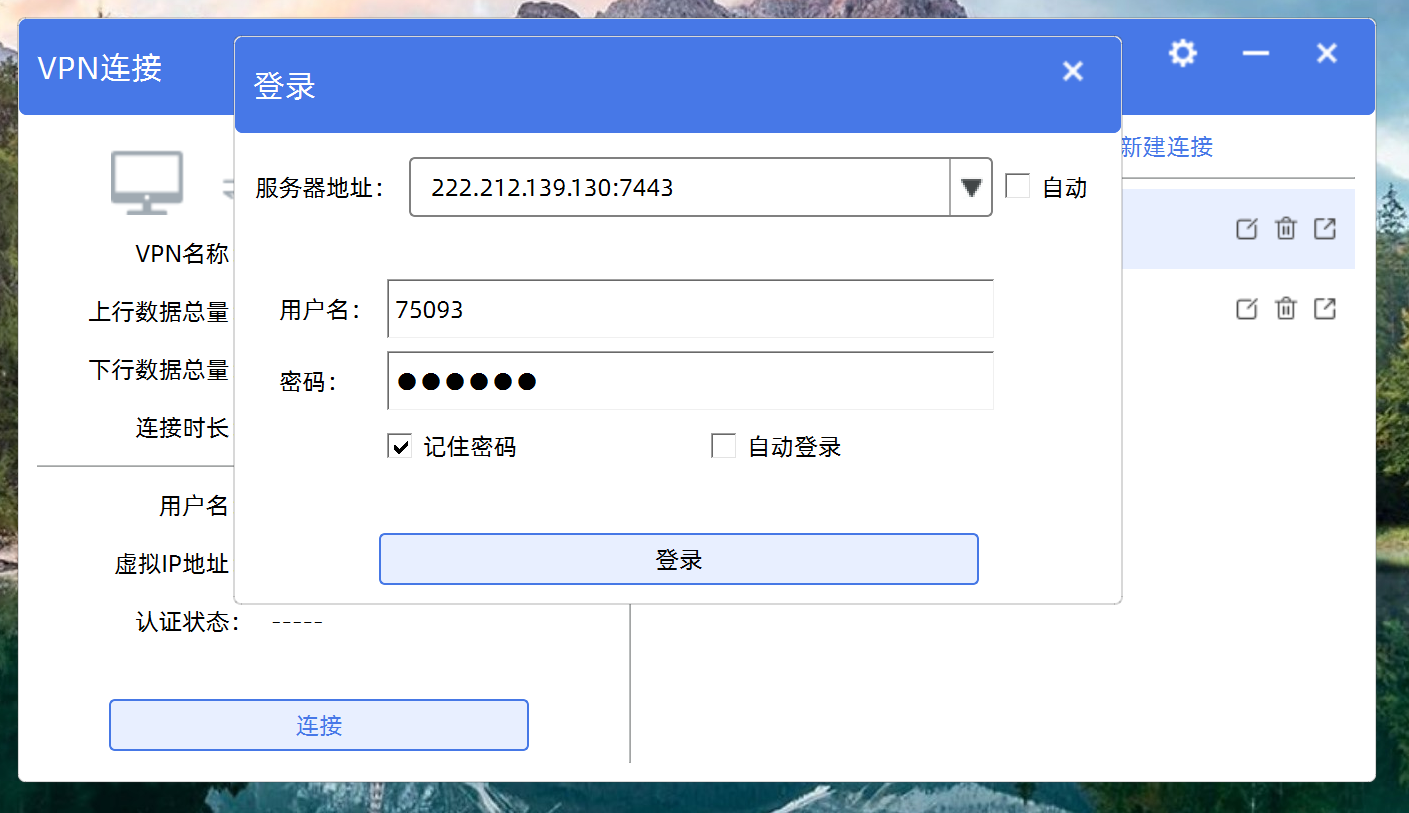 VPN连接
登录
新建连接
服务器地址： 222.212.139.130:7443 自动
VPN名称
用户名： 75093
上行数据总量
下行数据总量
密码： ●●●●●●
连接时长
记住密码 自动登录
用户名
虚拟IP地址
登录
认证状态： -----
连接